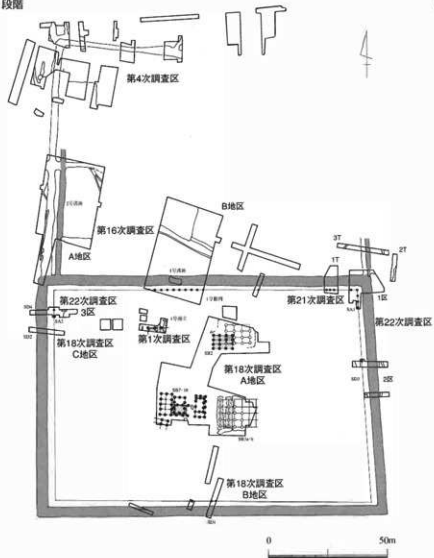 段階
第4次調査区
B地区
第16次調査区
A地区
3T
2T
1T
第21次調査区
1区
第22次調査区
3区
第22次調査区
第18次調査区
C地区
第1次調査区
第18次調査区
A地区
2区
第18次調査区
B地区
0
50m